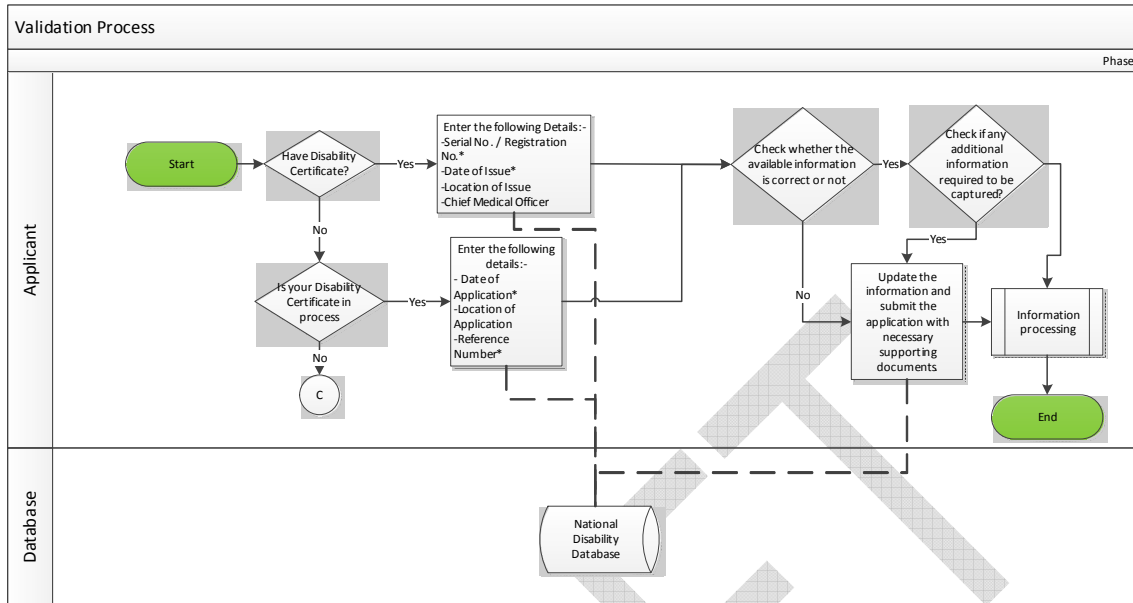 Validation Process
Phase
Applicant
Start
Have Disability
Certificate?
Yes
Enter the following Details:-
-Serial No. / Registration
No.*
-Date of Issue*
-Location of Issue
-Chief Medical Officer
Check whether the
available information
is correct or not
Yes
Check if any
additional
information
required to be
captured?
No
Yes
Is your Disability
Certificate in
process
Yes
Enter the following
details:-
- Date of
Application*
-Location of
Application
-Reference
Number*
No
Update the
information and
submit the
application with
necessary
supporting
documents
Information
processing
No
C
End
Database
National
Disability
Database